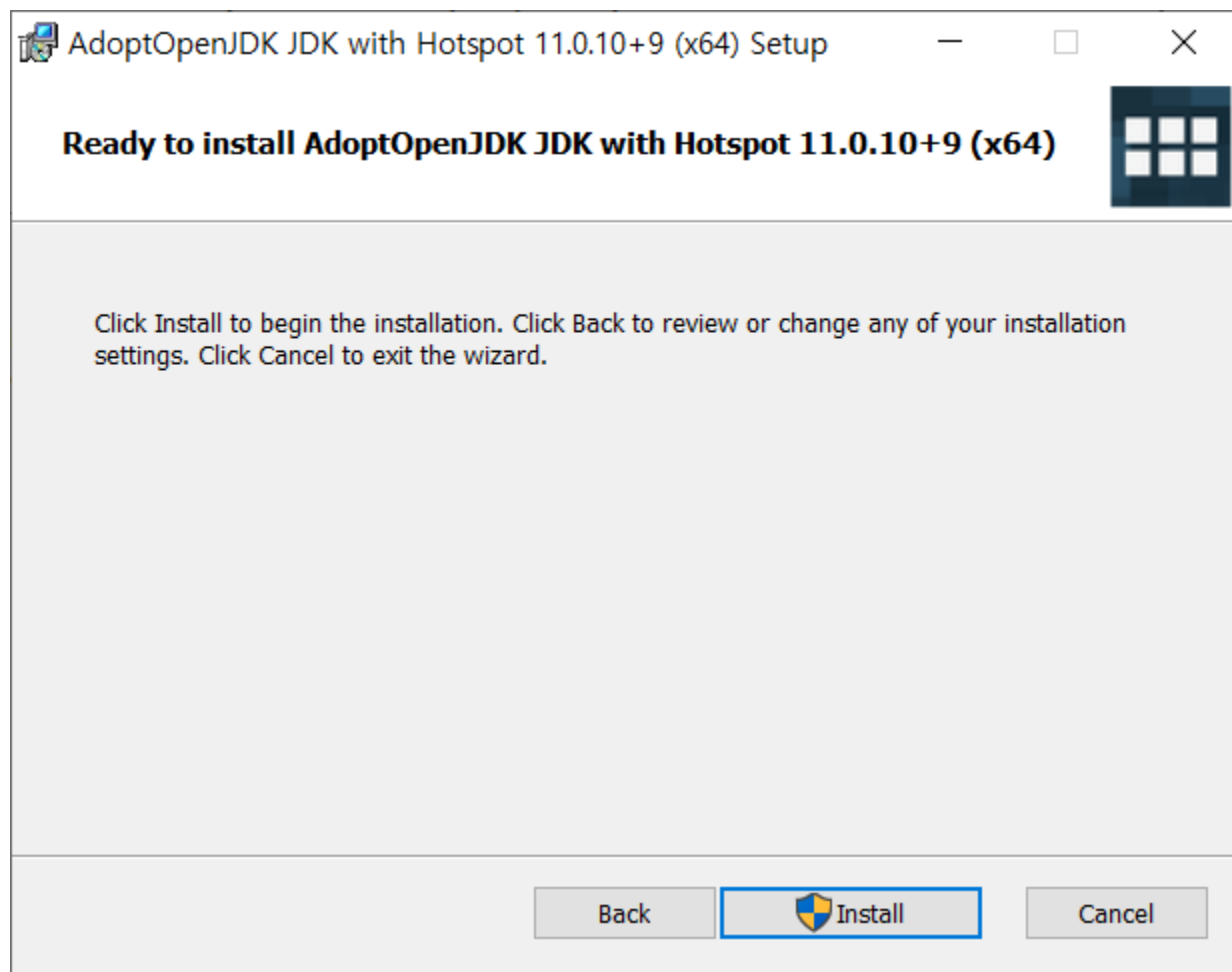 AdoptOpenJDK JDK with Hotspot 11.0.10+9 (x64) Setup
Ready to install AdoptOpenJDK JDK with Hotspot 11.0.10+9 (x64)
Click Install to begin the installation. Click Back to review or change any of your installation
settings. Click Cancel to exit the wizard.
Back
Install
Cancel